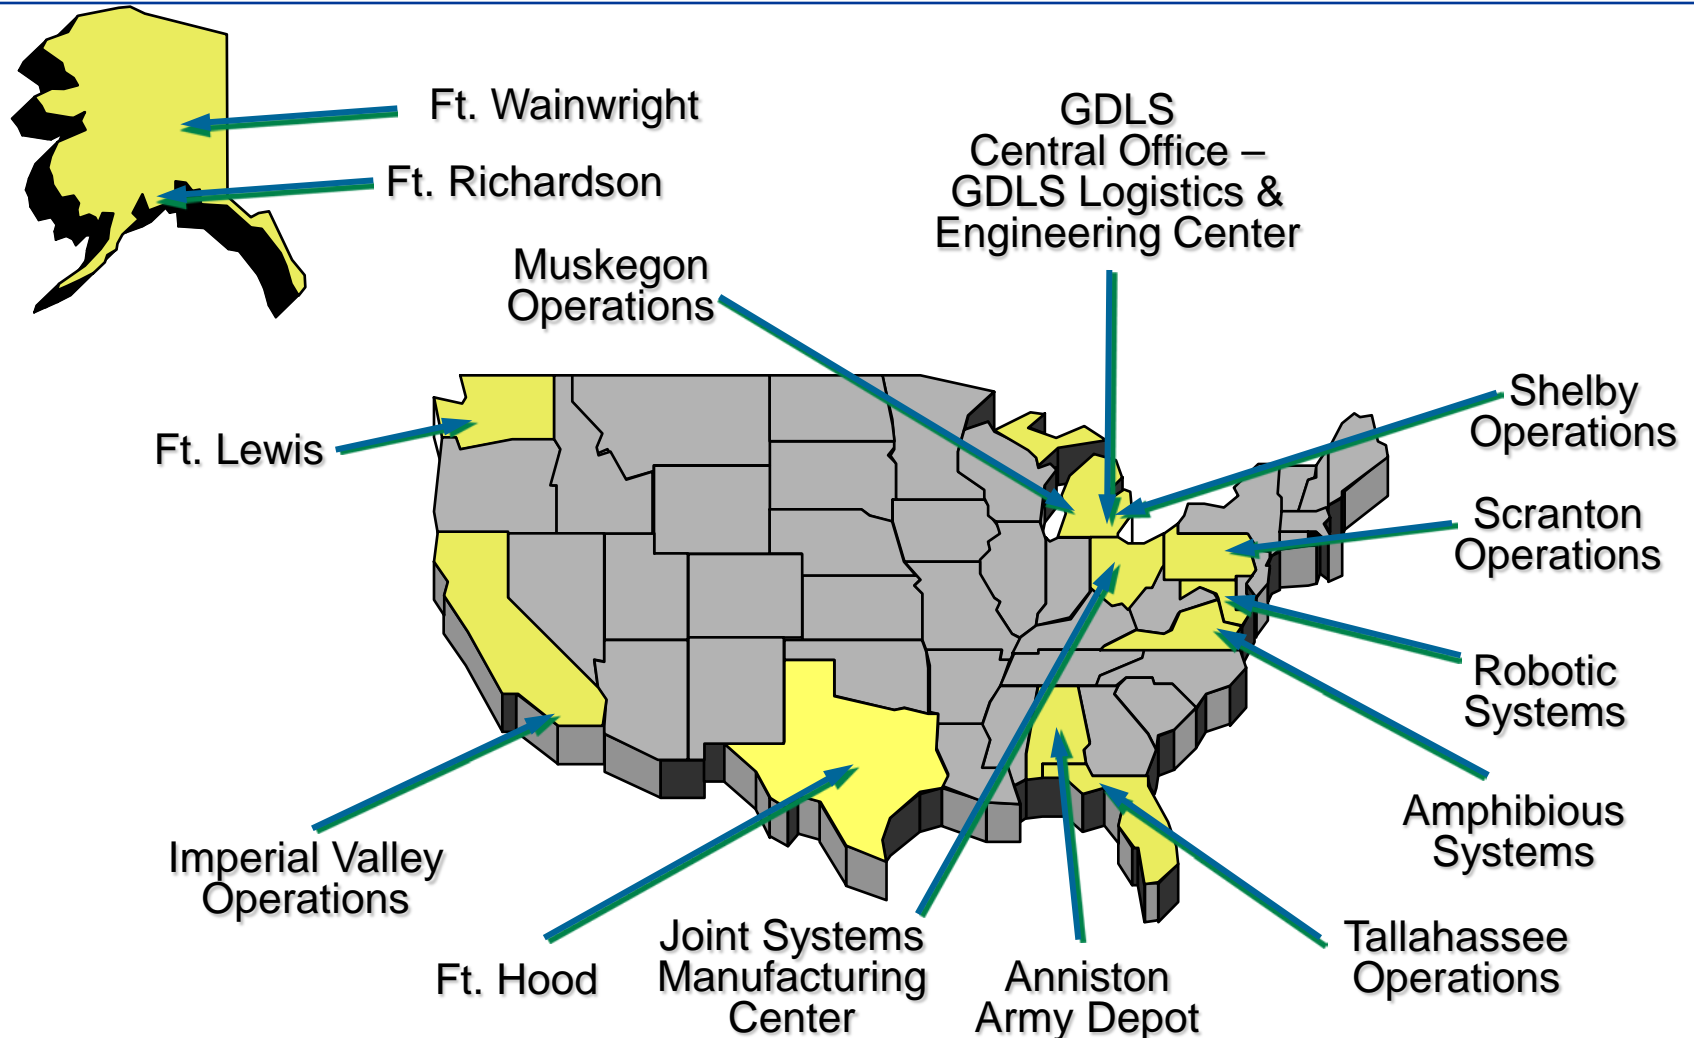 Ft. Wainwright
Ft. Richardson
GDLS
Central Office –
GDLS Logistics &
Engineering Center
Muskegon
Operations
Shelby
Operations
Ft. Lewis
Scranton
Operations
Robotic
Systems
Amphibious
Systems
Imperial Valley
Operations
Ft. Hood
Joint Systems
Manufacturing
Center
Anniston
Army Depot
Tallahassee
Operations